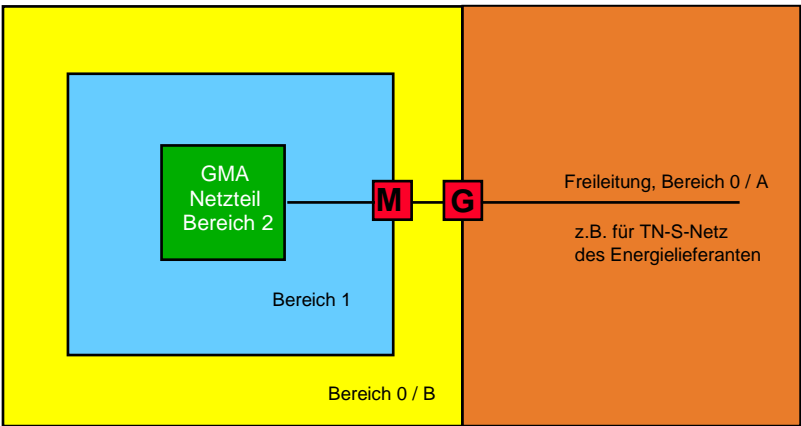 GMA
Netzteil
Bereich 2
M
G
Freileitung, Bereich 0 / A
z.B. für TN-S-Netz
des Energielieferanten
Bereich 1
Bereich 0 / B